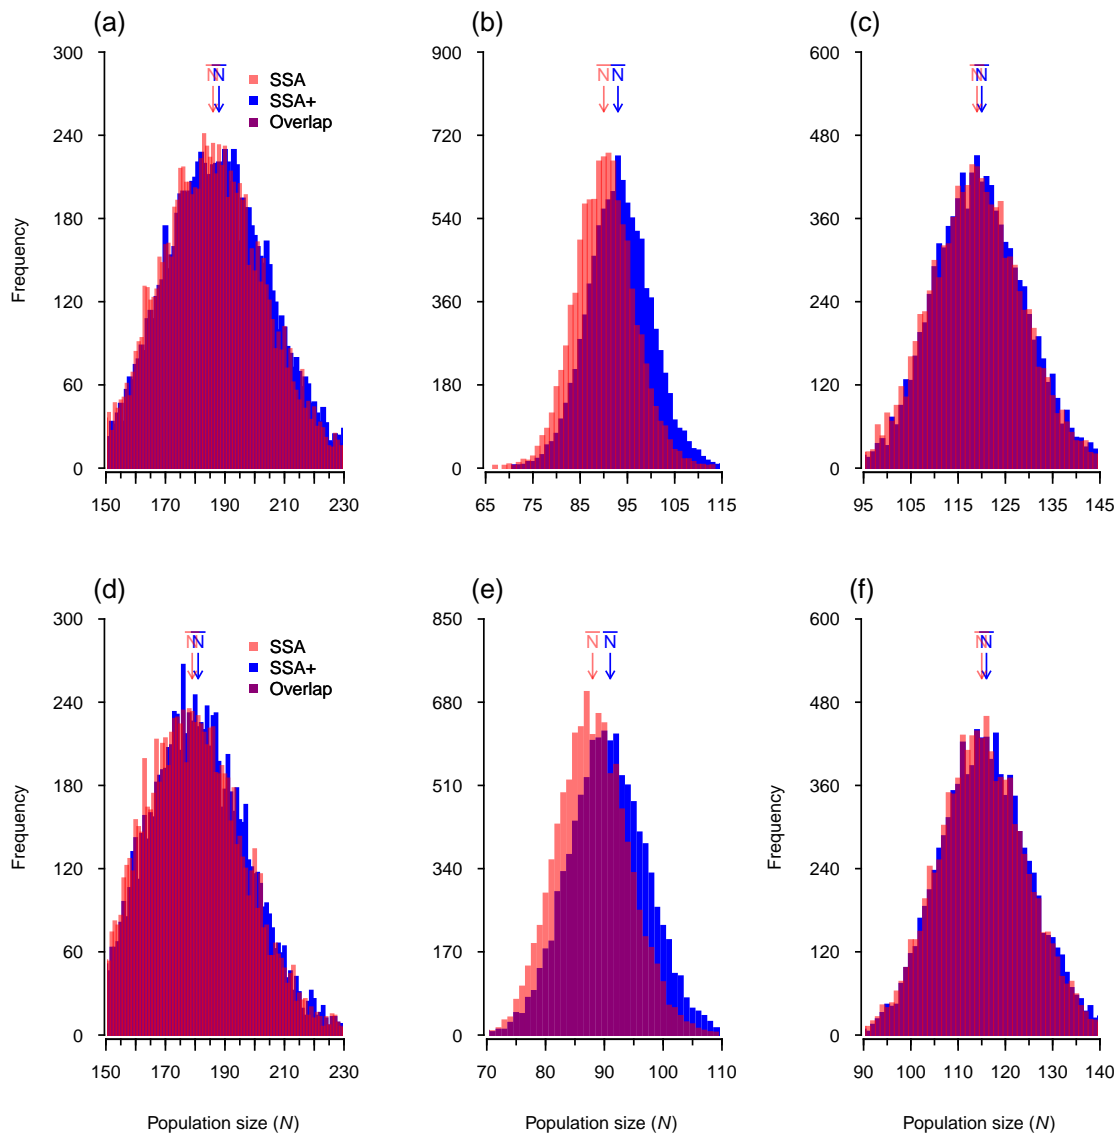 (a)
(b)
(c)
300
240
180
120
60
0
Frequency
N̅ N̅
SSA
SSA+
Overlap
150 170 190 210 230
900
720
540
360
180
0
N̅ N̅
65 75 85 95 105 115
600
480
360
240
120
0
N̅ N̅
95 105 115 125 135 145
(d)
(e)
(f)
300
240
180
120
60
0
Frequency
N̅ N̅
SSA
SSA+
Overlap
150 170 190 210 230
Population size (N)
850
680
510
340
170
0
N̅ N̅
70 80 90 100 110
Population size (N)
600
480
360
240
120
0
Frequency
N̅ N̅
90 100 110 120 130 140
Population size (N)